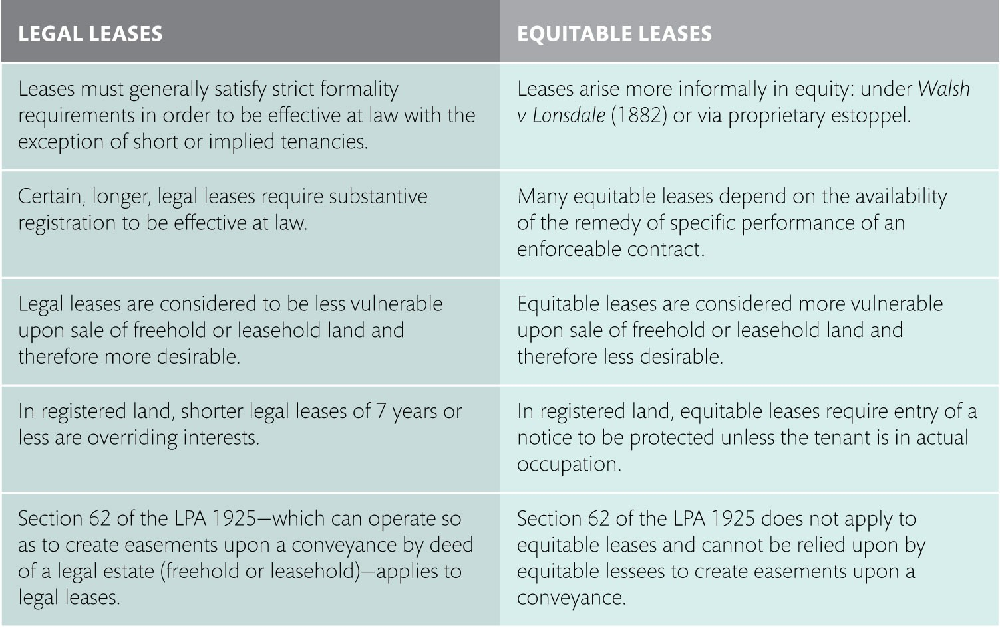 LEGAL LEASES
EQUITABLE LEASES
Leases must generally satisfy strict formality
requirements in order to be effective at law with the
exception of short or implied tenancies.
Leases arise more informally in equity: under Walsh
v Lonsdale (1882) or via proprietary estoppel.
Certain, longer, legal leases require substantive
registration to be effective at law.
Many equitable leases depend on the availability
of the remedy of specific performance of an
enforceable contract.
Legal leases are considered to be less vulnerable
upon sale of freehold or leasehold land and
therefore more desirable.
Equitable leases are considered more vulnerable
upon sale of freehold or leasehold land and
therefore less desirable.
In registered land, shorter legal leases of 7 years or
less are overriding interests.
In registered land, equitable leases require entry of a
notice to be protected unless the tenant is in actual
occupation.
Section 62 of the LPA 1925—which can operate so
as to create easements upon a conveyance by deed
of a legal estate (freehold or leasehold)—applies to
legal leases.
Section 62 of the LPA 1925 does not apply to
equitable leases and cannot be relied upon by
equitable lessees to create easements upon a
conveyance.